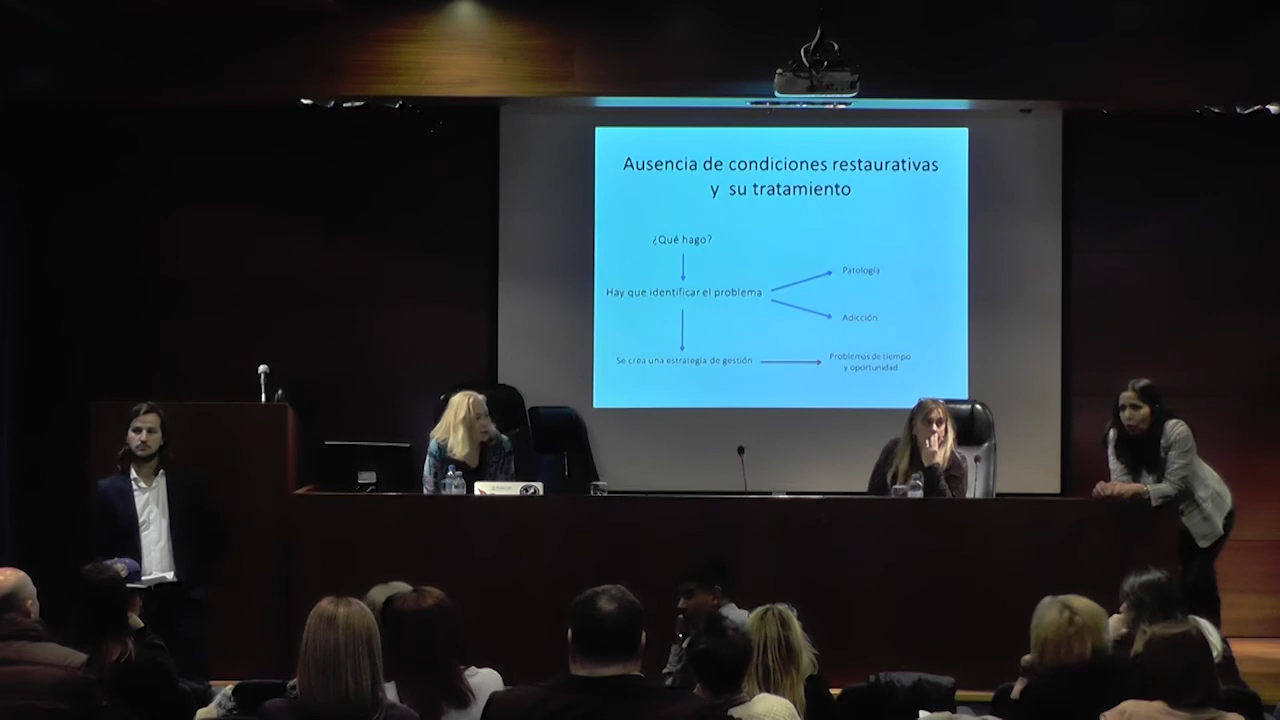 Ausencia de condiciones restaurativas
y su tratamiento
¿Qué hago?
Patología
Hay que identificar el problema
Adicción
Se crea una estrategia de gestión
Problemas de tiempo
y oportunidad